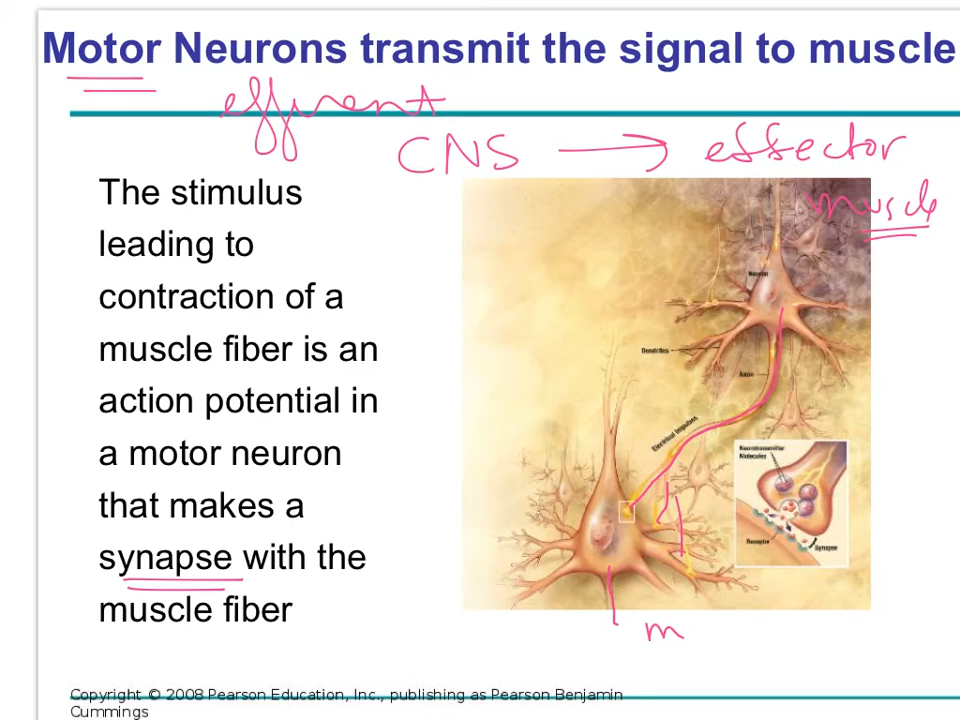 Motor Neurons transmit the signal to muscle
efferent
CNS → effector
muscle
The stimulus
leading to
contraction of a
muscle fiber is an
action potential in
a motor neuron
that makes a
synapse with the
muscle fiber
Neuron
Dendrites
Axon
Electrical Impulses
Neurotransmitter
Molecules
Receptor
Synapse
m
Copyright © 2008 Pearson Education, Inc., publishing as Pearson Benjamin
Cummings